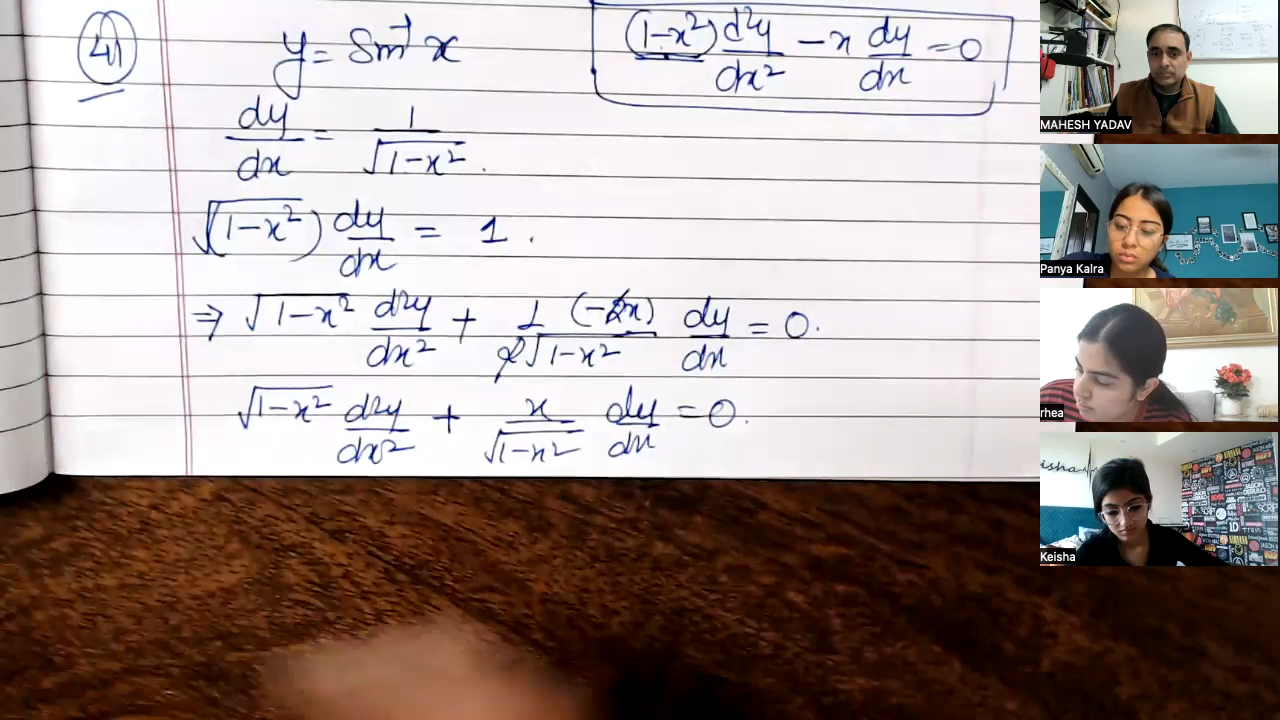 41 y = Sin⁻¹ x
(1-x²) d²y/dx² - x dy/dx = 0
dy/dx = 1/√1-x² .
√(1-x²) dy/dx = 1 .
⇒ √1-x² d²y/dx² + 1 (-2x)/2√1-x² dy/dx = 0.
√1-x² d²y/dx² + x/√1-x² dy/dx = 0.
MAHESH YADAV
Panya Kalra
rhea
Keisha